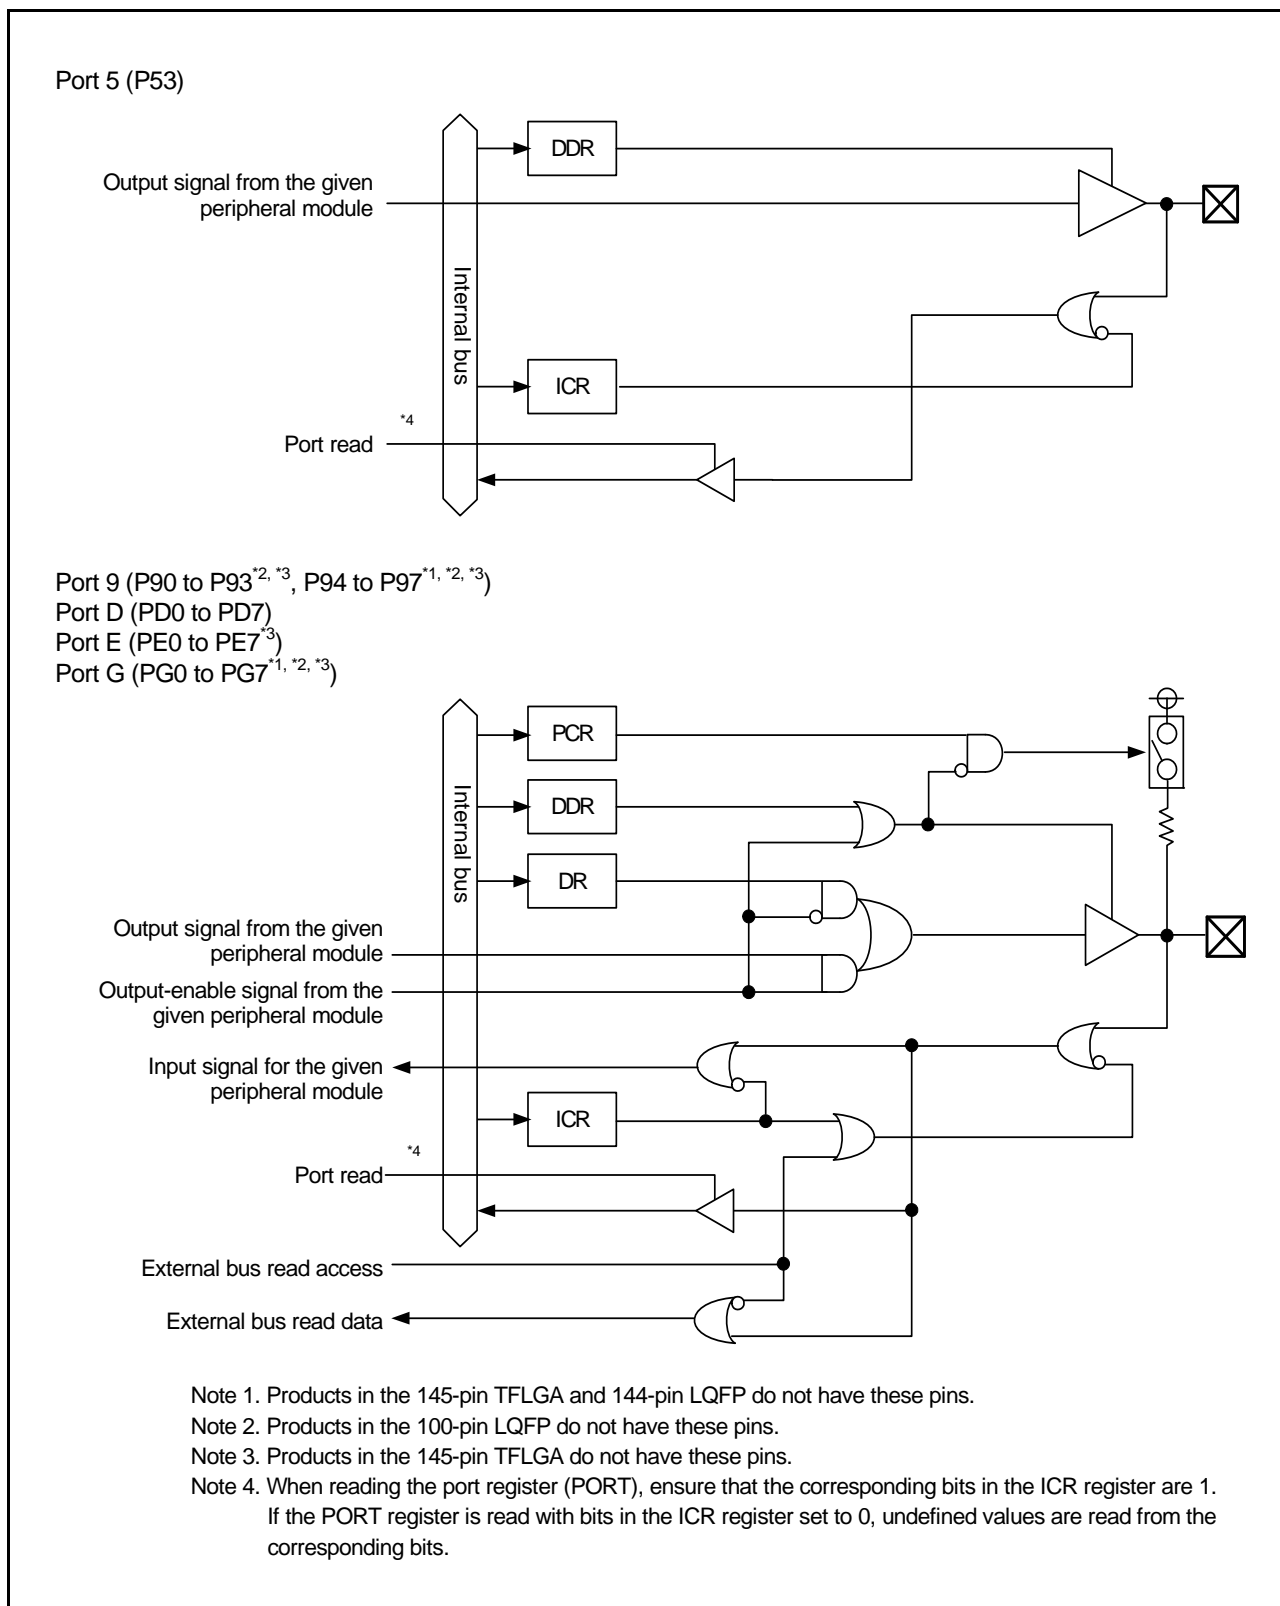 Port 5 (P53)
DDR
Output signal from the given
peripheral module
Internal bus
ICR
*4
Port read
Port 9 (P90 to P93*2, *3, P94 to P97*1, *2, *3)
Port D (PD0 to PD7)
Port E (PE0 to PE7*3)
Port G (PG0 to PG7*1, *2, *3)
PCR
DDR
Internal bus
DR
Output signal from the given
peripheral module
Output-enable signal from the
given peripheral module
Input signal for the given
peripheral module
ICR
*4
Port read
External bus read access
External bus read data
Note 1. Products in the 145-pin TFLGA and 144-pin LQFP do not have these pins.
Note 2. Products in the 100-pin LQFP do not have these pins.
Note 3. Products in the 145-pin TFLGA do not have these pins.
Note 4. When reading the port register (PORT), ensure that the corresponding bits in the ICR register are 1.
If the PORT register is read with bits in the ICR register set to 0, undefined values are read from the
corresponding bits.